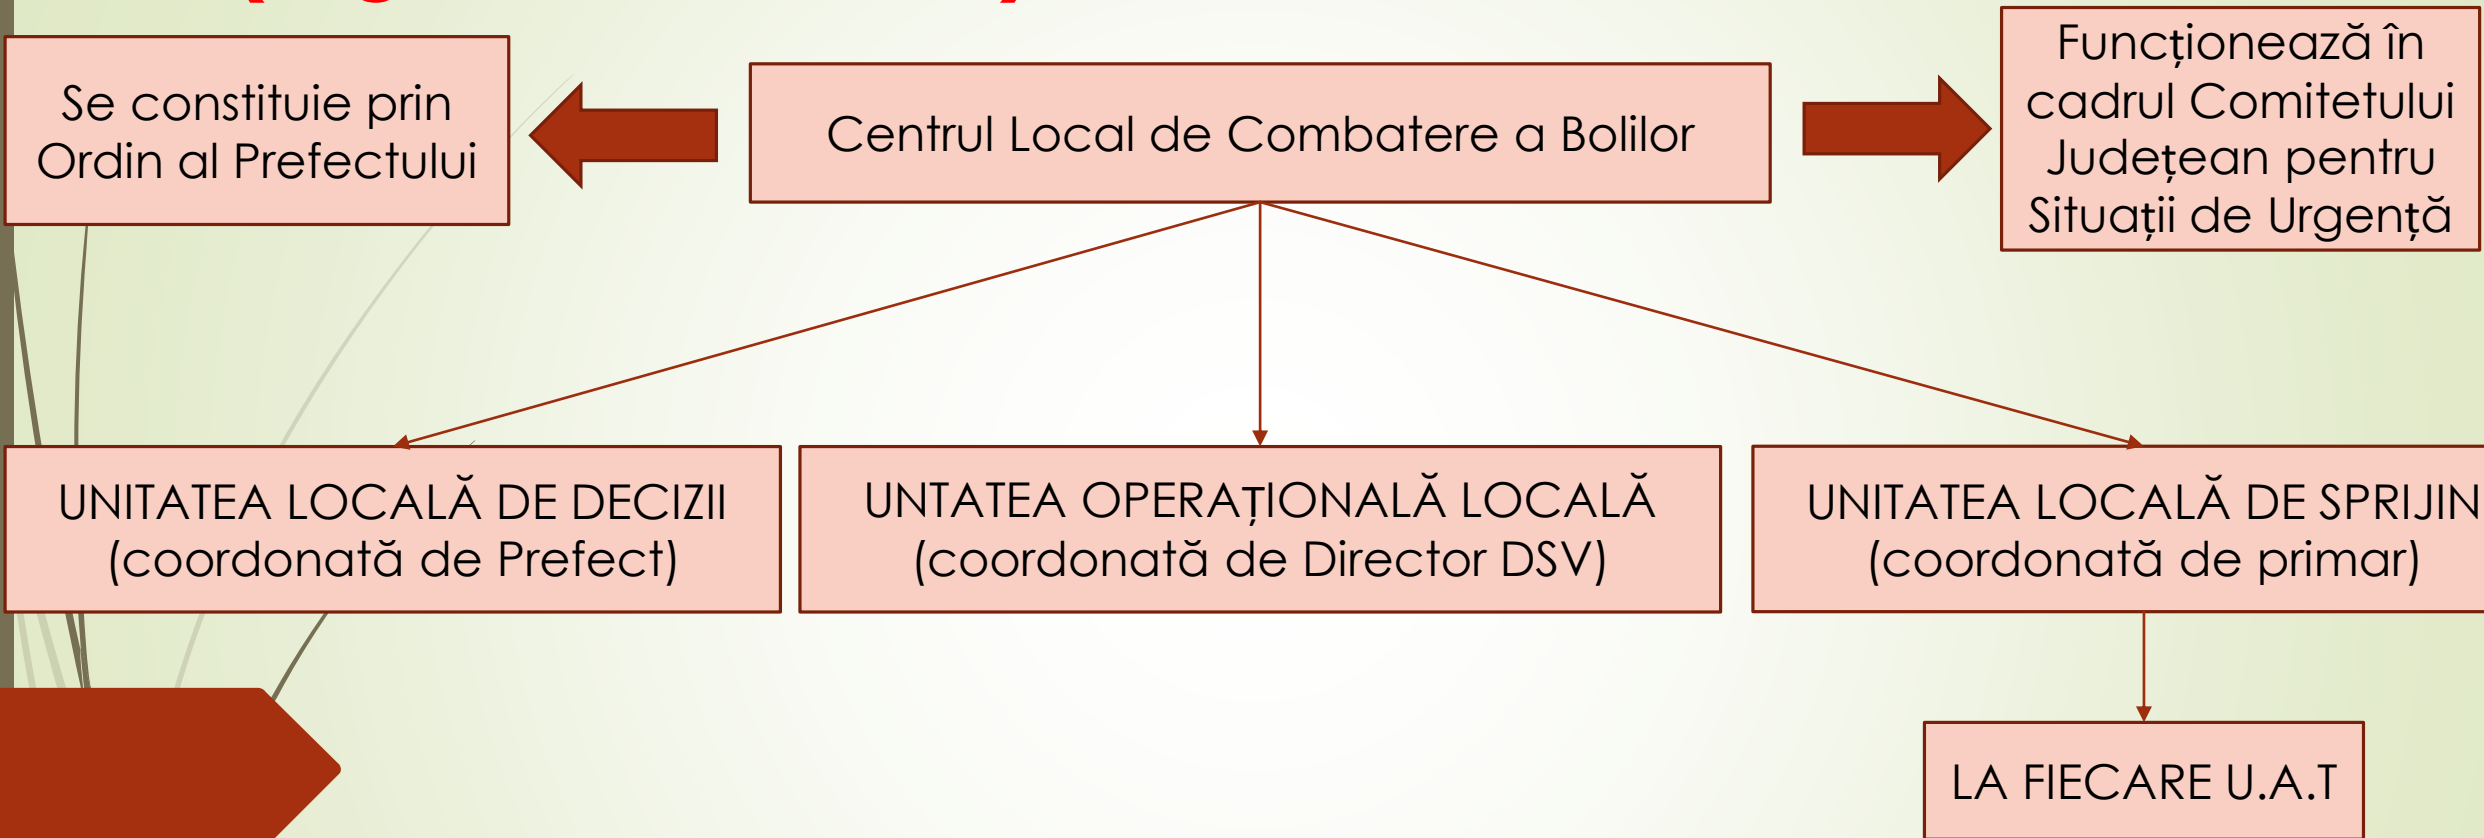 Se constituie prin
Ordin al Prefectului
Centrul Local de Combatere a Bolilor
Funcționează în
cadrul Comitetului
Județean pentru
Situații de Urgență
UNITATEA LOCALĂ DE DECIZII
(coordonată de Prefect)
UNTATEA OPERAȚIONALĂ LOCALĂ
(coordonată de Director DSV)
UNITATEA LOCALĂ DE SPRIJIN
(coordonată de primar)
LA FIECARE U.A.T